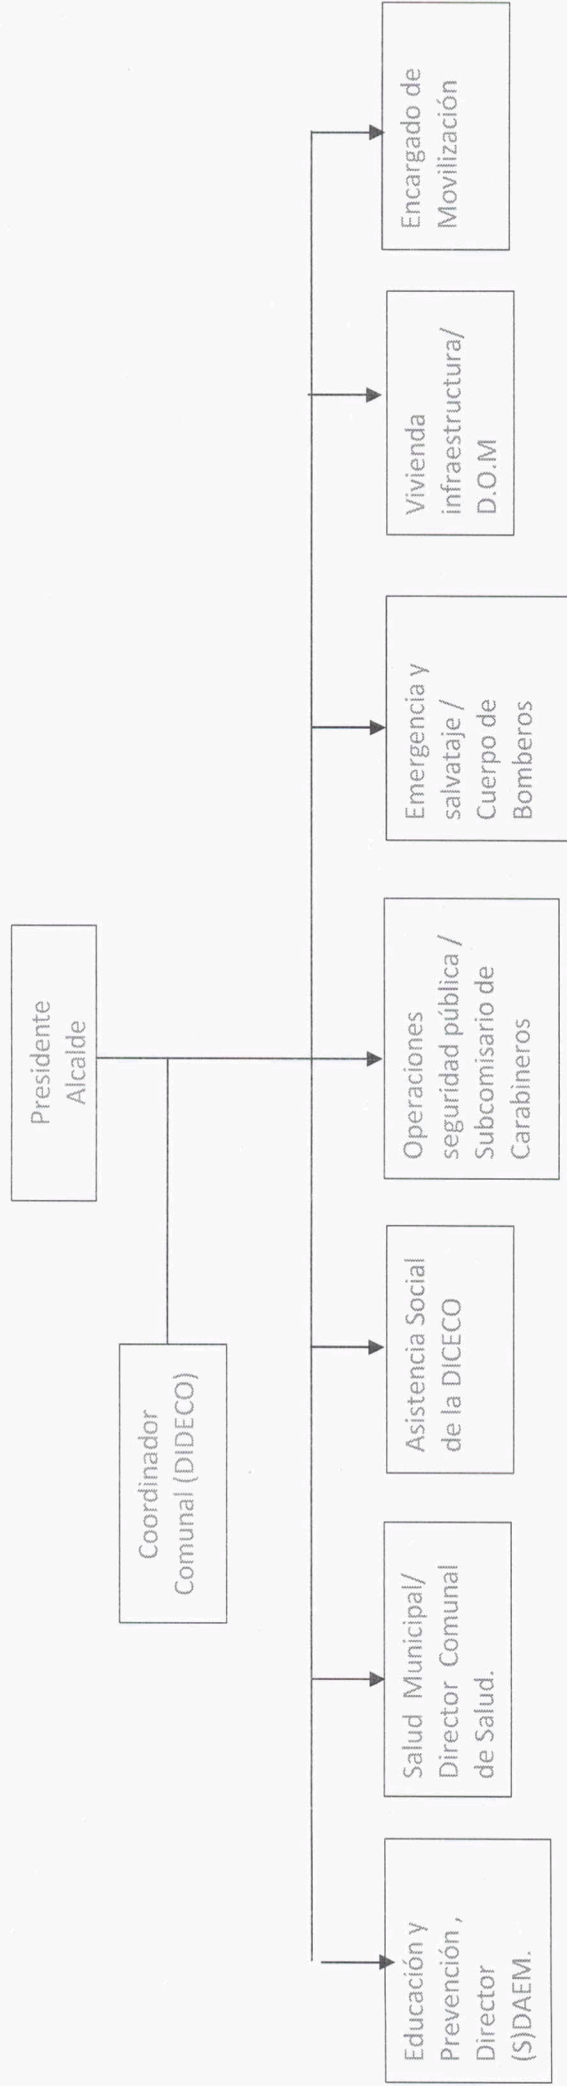 Presidente
Alcalde
Coordinador
Comunal (DIDECO)
Educación y
Prevención ,
Director
(S)DAEM.
Salud Municipal/
Director Comunal
de Salud.
Asistencia Social
de la DICECO
Operaciones
seguridad pública /
Subcomisario de
Carabineros
Emergencia y
salvataje /
Cuerpo de
Bomberos
Vivienda
infraestructura/
D.O.M
Encargado de
Movilización